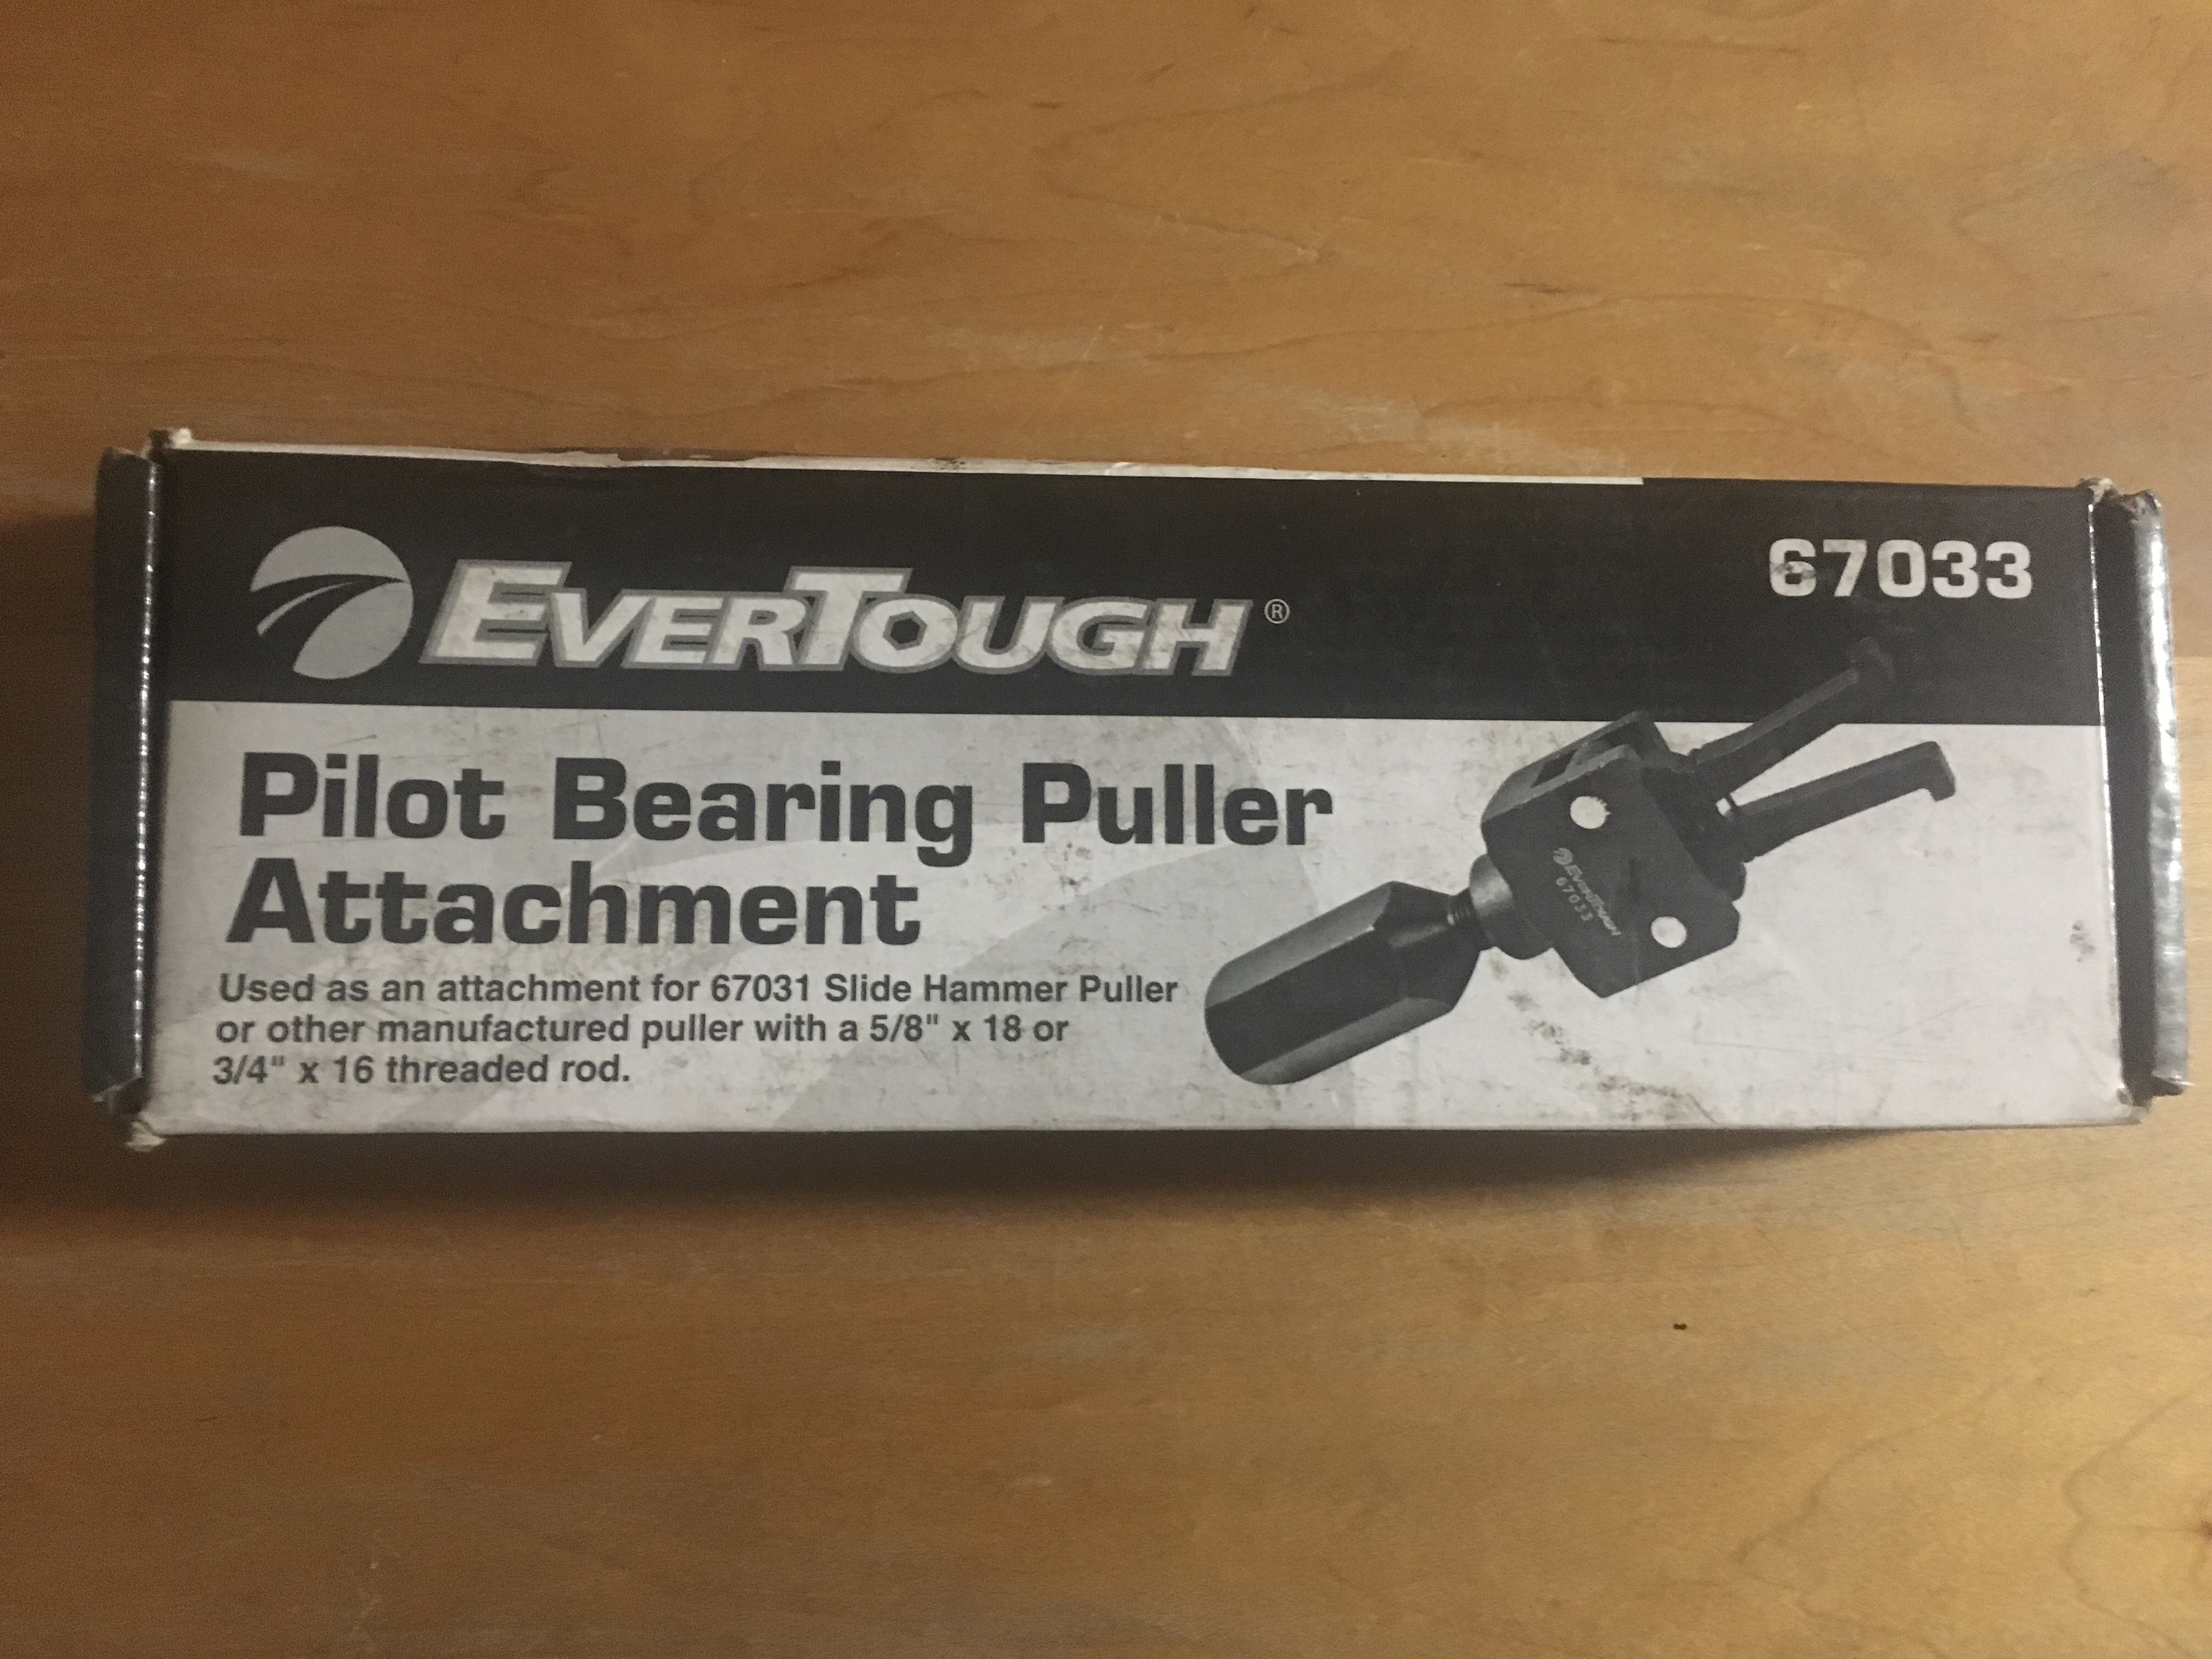 EVERTOUGH®
67033
Pilot Bearing Puller
Attachment
Used as an attachment for 67031 Slide Hammer Puller
or other manufactured puller with a 5/8" x 18 or
3/4" x 16 threaded rod.
EVERTOUGH
67033